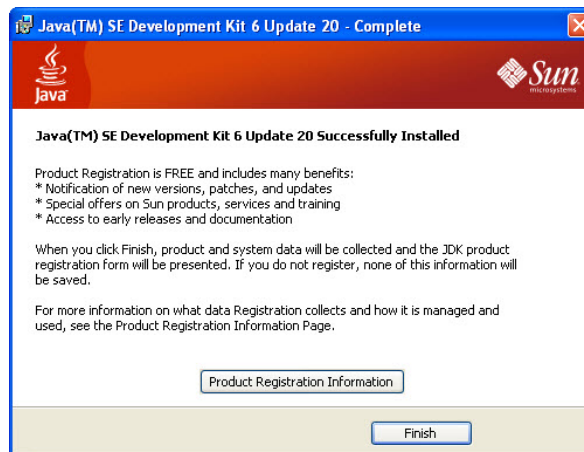 Java(TM) SE Development Kit 6 Update 20 - Complete
Java
Sun
microsystems
Java(TM) SE Development Kit 6 Update 20 Successfully Installed
Product Registration is FREE and includes many benefits:
* Notification of new versions, patches, and updates
* Special offers on Sun products, services and training
* Access to early releases and documentation
When you click Finish, product and system data will be collected and the JDK product
registration form will be presented. If you do not register, none of this information will
be saved.
For more information on what data Registration collects and how it is managed and
used, see the Product Registration Information Page.
Product Registration Information
Finish